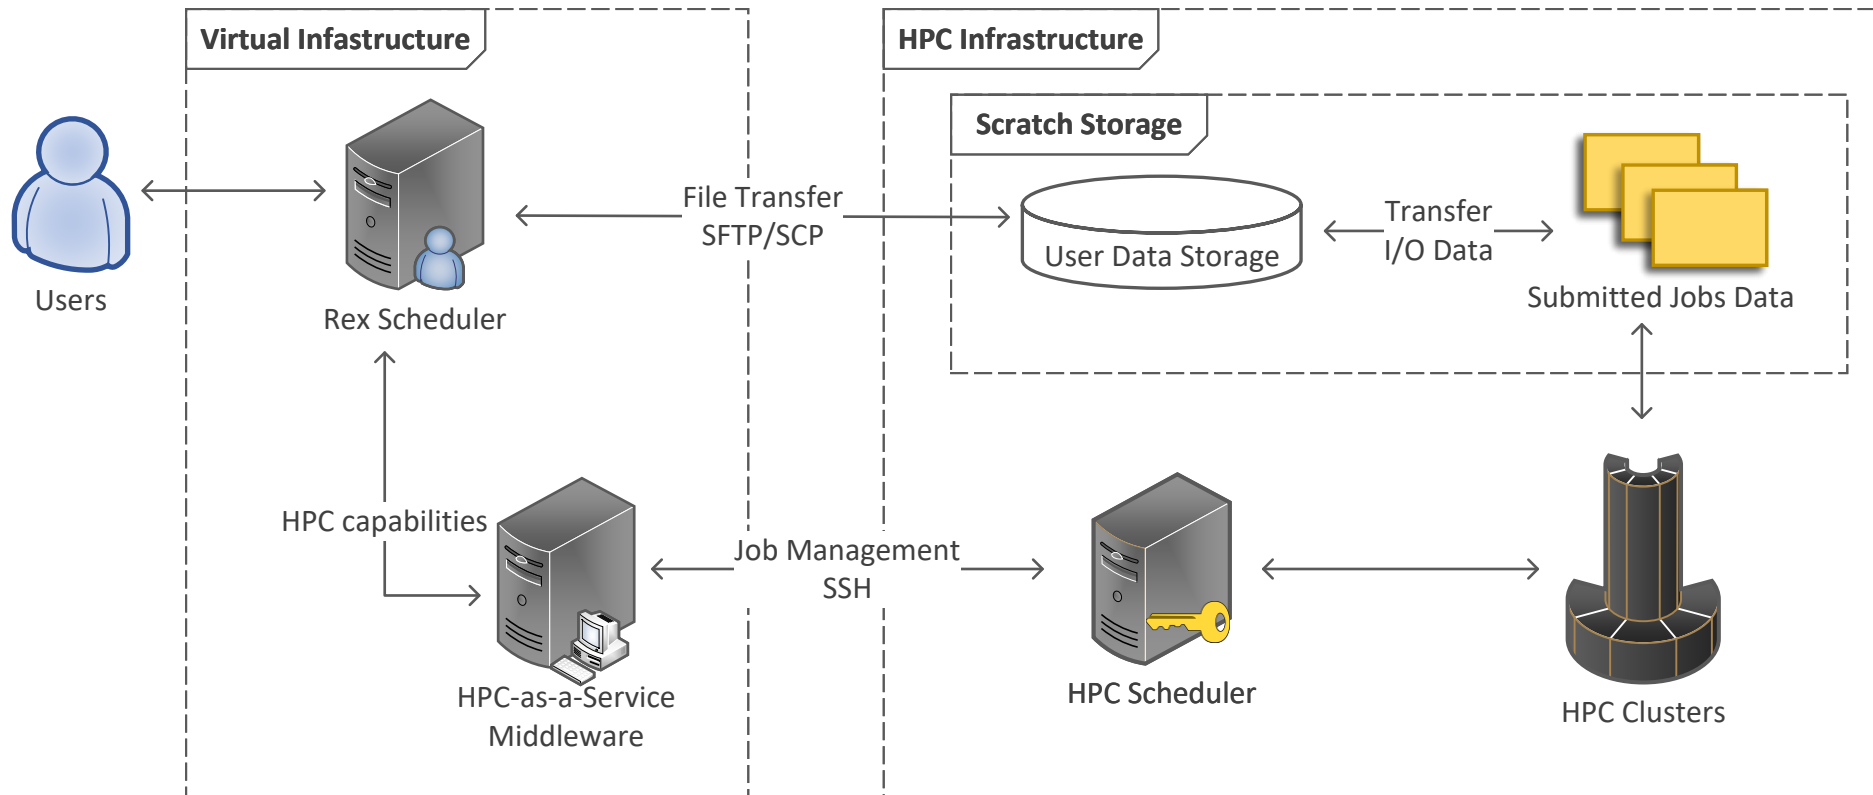 Virtual Infastructure
HPC Infrastructure
Scratch Storage
Users
Rex Scheduler
File Transfer
SFTP/SCP
User Data Storage
Transfer
I/O Data
Submitted Jobs Data
HPC capabilities
HPC-as-a-Service
Middleware
Job Management
SSH
HPC Scheduler
HPC Clusters